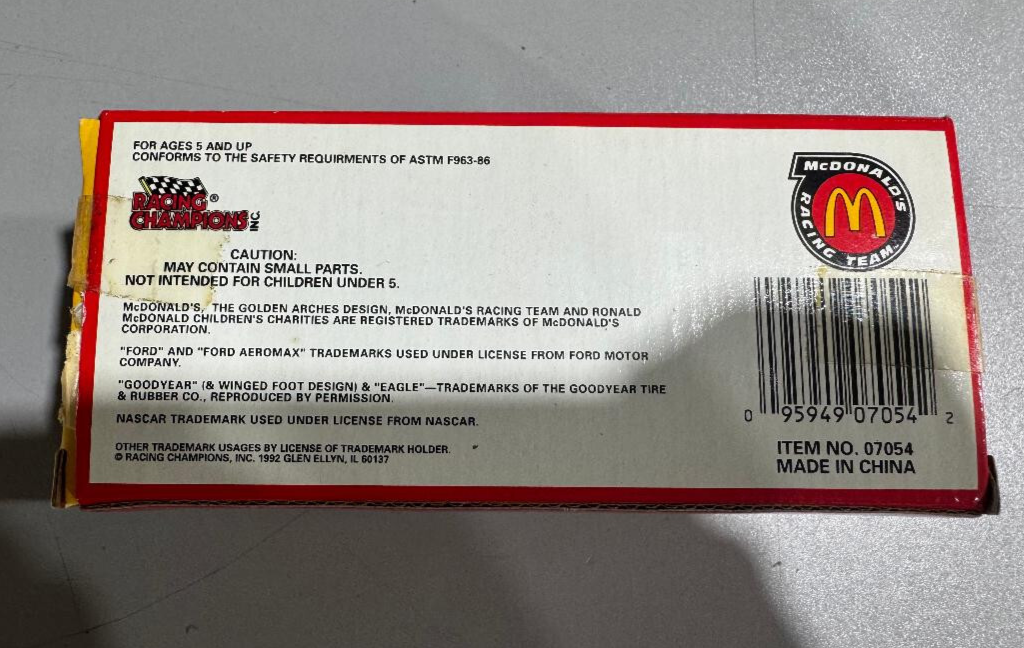 FOR AGES 5 AND UP
CONFORMS TO THE SAFETY REQUIRMENTS OF ASTM F963-86
RACING ®
CHAMPIONS INC.
CAUTION:
MAY CONTAIN SMALL PARTS.
NOT INTENDED FOR CHILDREN UNDER 5.
McDONALD'S, THE GOLDEN ARCHES DESIGN, McDONALD'S RACING TEAM AND RONALD
McDONALD CHILDREN'S CHARITIES ARE REGISTERED TRADEMARKS OF McDONALD'S
CORPORATION.
"FORD" AND "FORD AEROMAX" TRADEMARKS USED UNDER LICENSE FROM FORD MOTOR
COMPANY.
"GOODYEAR" (& WINGED FOOT DESIGN) & "EAGLE"—TRADEMARKS OF THE GOODYEAR TIRE
& RUBBER CO., REPRODUCED BY PERMISSION.
NASCAR TRADEMARK USED UNDER LICENSE FROM NASCAR.
OTHER TRADEMARK USAGES BY LICENSE OF TRADEMARK HOLDER.
© RACING CHAMPIONS, INC. 1992 GLEN ELLYN, IL 60137
McDONALD'S
RACING TEAM™
0 95949 07054 2
ITEM NO. 07054
MADE IN CHINA